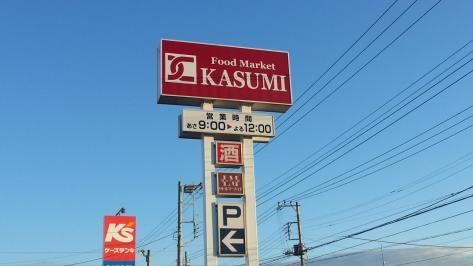 Food Market
KASUMI
営業時間
あさ9:00▶よる12:00
酒
P
K's
ケーズデンキ